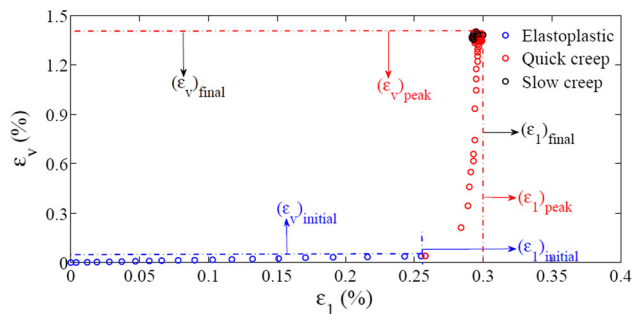 1.5
1.2
0.9
0.6
0.3
0
ε_v (%)
Elastoplastic
Quick creep
Slow creep
(ε_v)_final
(ε_v)_peak
(ε_1)_final
(ε_1)_peak
(ε_v)_initial
(ε_1)_initial
0 0.05 0.1 0.15 0.2 0.25 0.3 0.35 0.4
ε_1 (%)